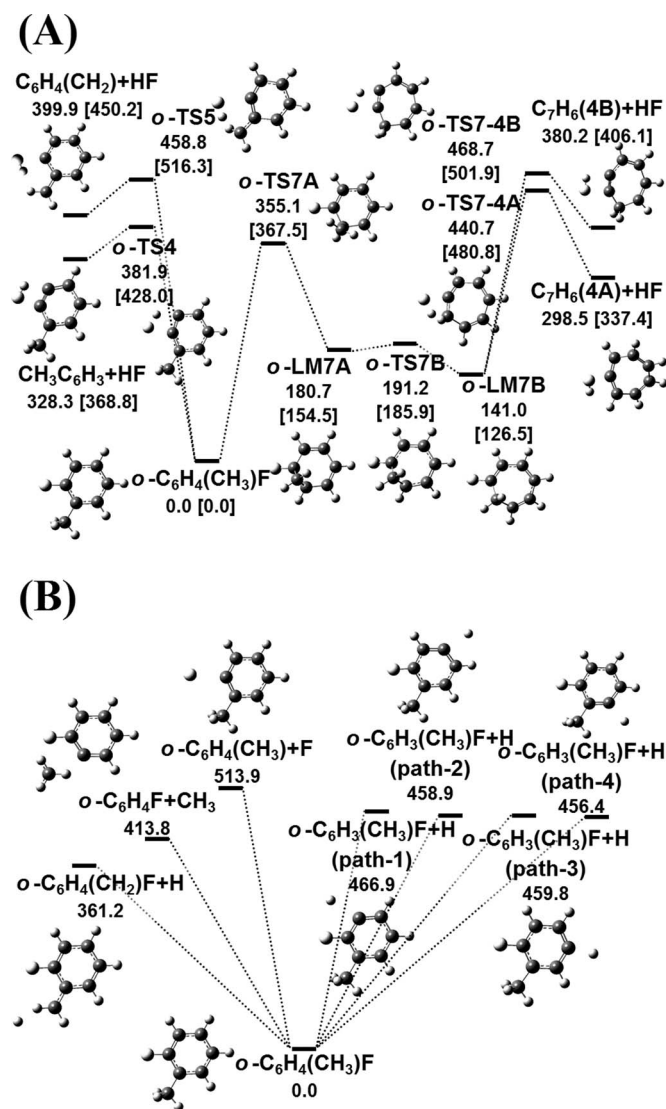 (A)
C6H4(CH2)+HF
399.9 [450.2]
o-TS5
458.8
[516.3]
o-TS4
381.9
[428.0]
CH3C6H3+HF
328.3 [368.8]
o-C6H4(CH3)F
0.0 [0.0]
o-TS7A
355.1
[367.5]
o-LM7A
180.7
[154.5]
o-TS7B
191.2
[185.9]
o-LM7B
141.0
[126.5]
o-TS7-4B
468.7
[501.9]
o-TS7-4A
440.7
[480.8]
C7H6(4B)+HF
380.2 [406.1]
C7H6(4A)+HF
298.5 [337.4]
(B)
o-C6H4(CH2)F+H
361.2
o-C6H4F+CH3
413.8
o-C6H4(CH3)+F
513.9
o-C6H3(CH3)F+H
(path-1)
466.9
o-C6H3(CH3)F+H
(path-2)
458.9
o-C6H3(CH3)F+H
(path-3)
459.8
o-C6H3(CH3)F+H
(path-4)
456.4
o-C6H4(CH3)F
0.0